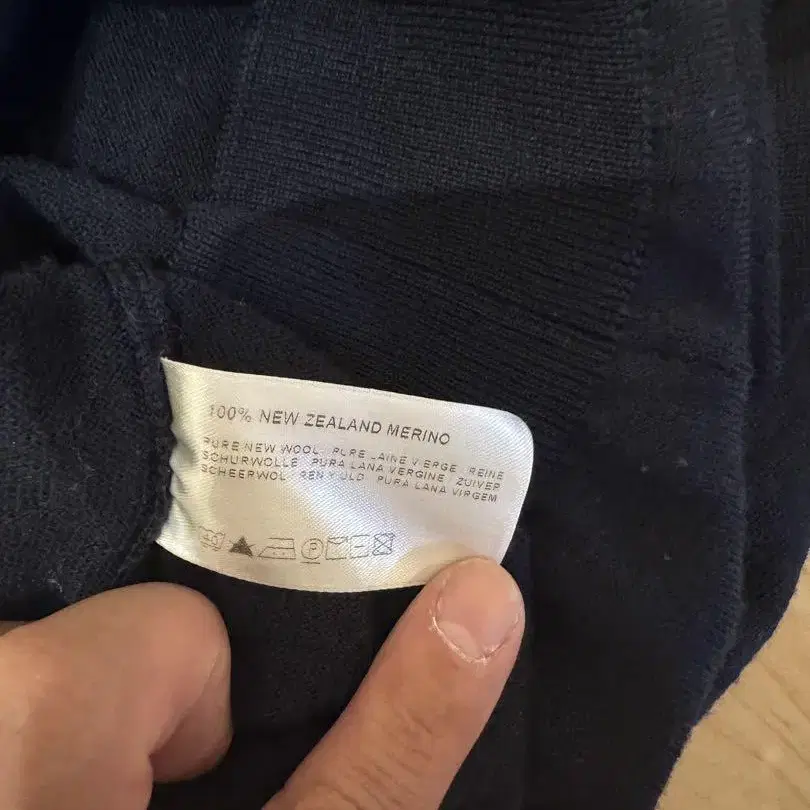 100% NEW ZEALAND MERINO
PURE NEW WOOL PURE LAINE VIERGE REINE
SCHURWOLLE PURA LANA VERGINE ZUIVER
SCHEERWOL REN NY ULD PURA LANA VIRGEM